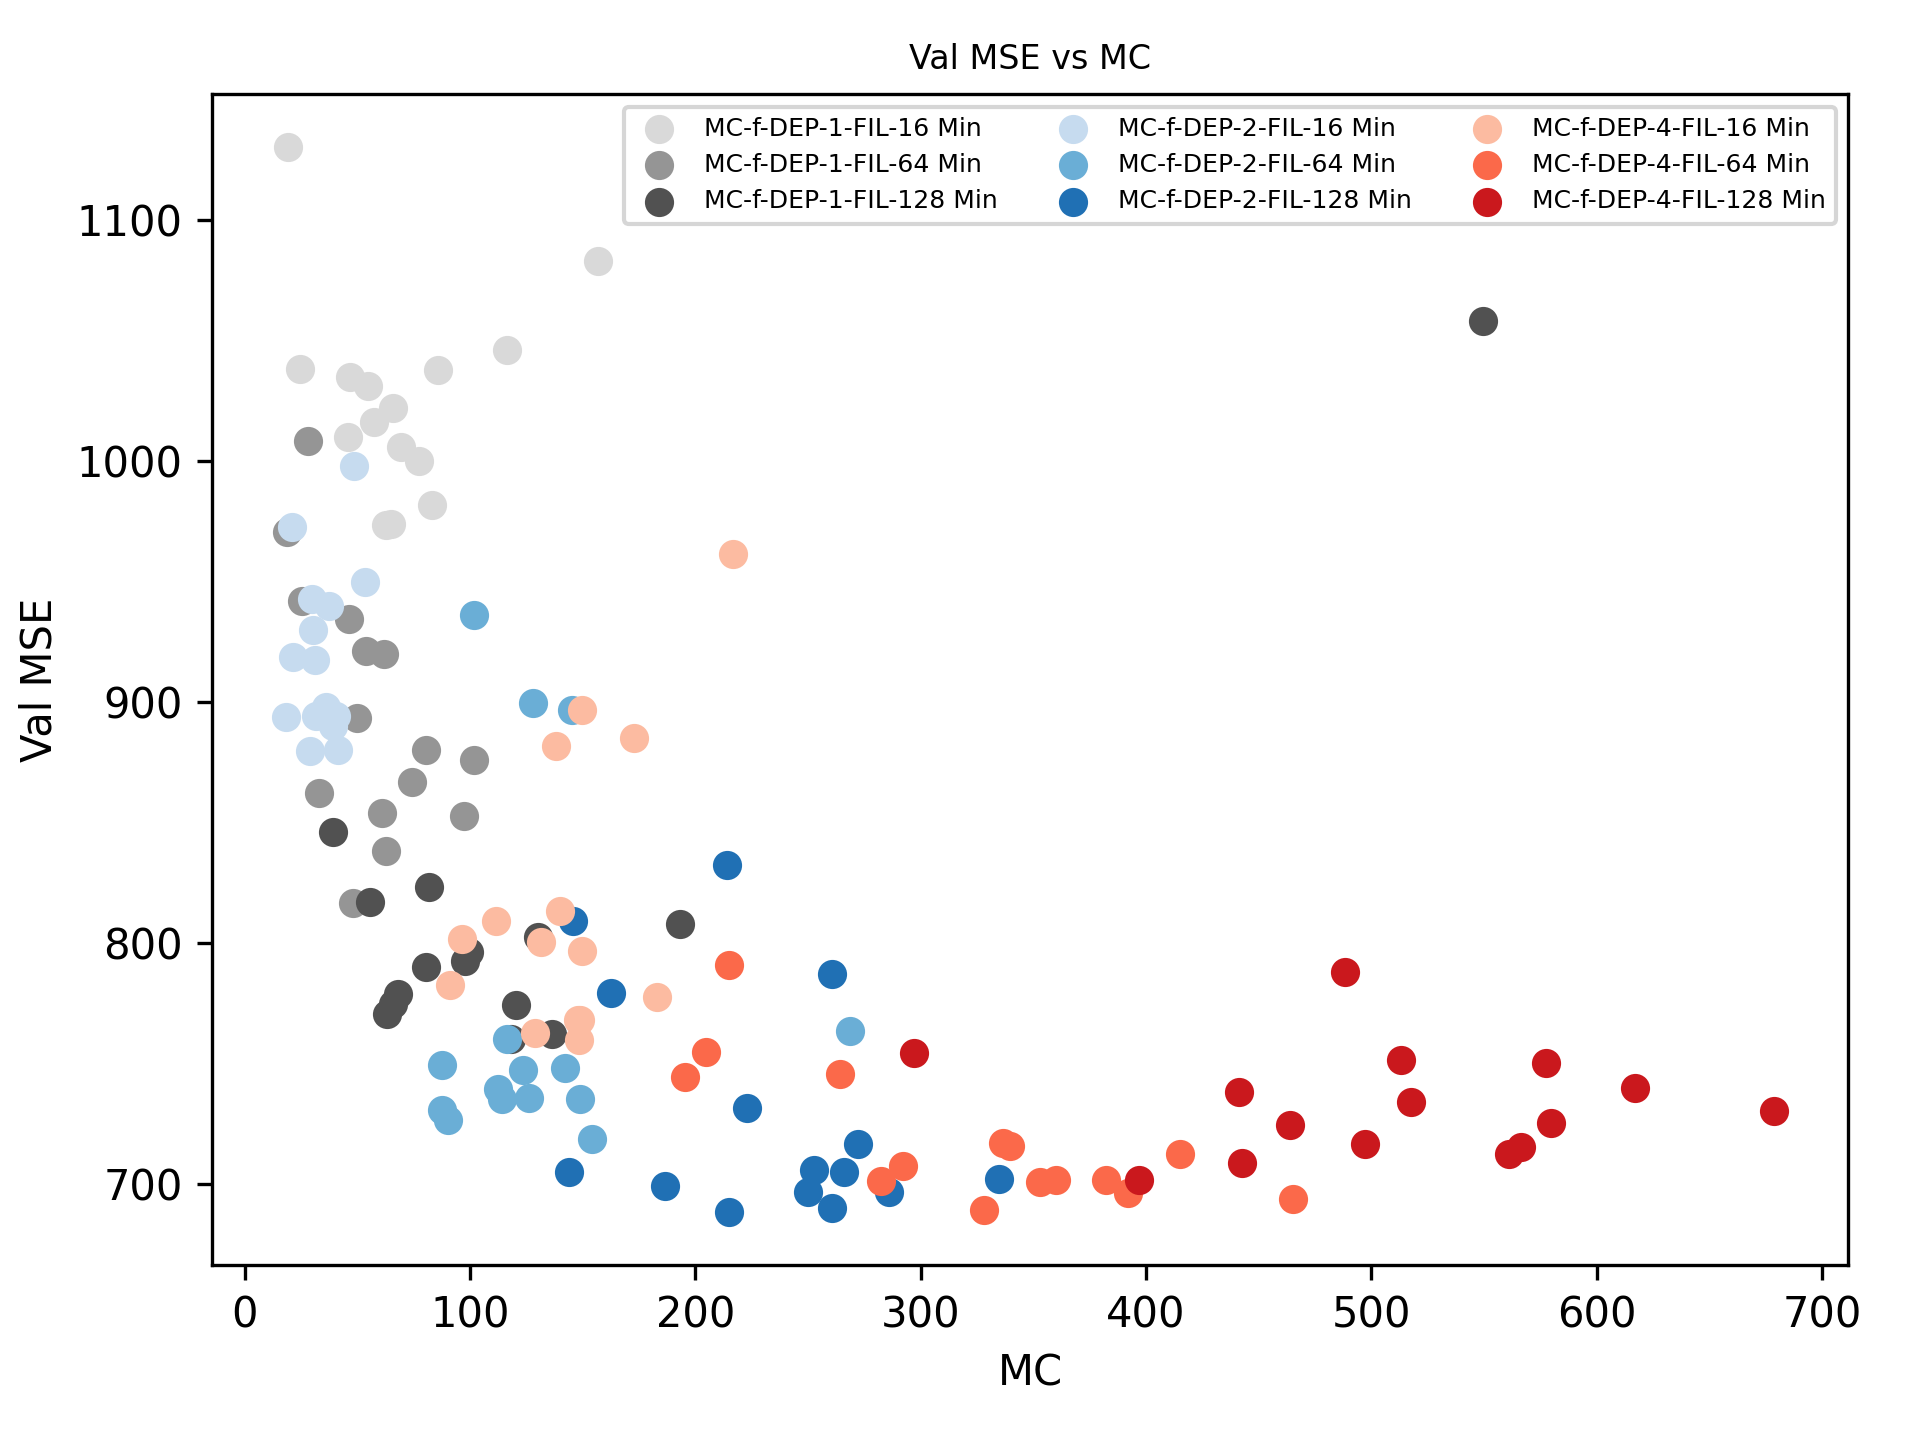 Val MSE vs MC
MC-f-DEP-1-FIL-16 Min
MC-f-DEP-1-FIL-64 Min
MC-f-DEP-1-FIL-128 Min
MC-f-DEP-2-FIL-16 Min
MC-f-DEP-2-FIL-64 Min
MC-f-DEP-2-FIL-128 Min
MC-f-DEP-4-FIL-16 Min
MC-f-DEP-4-FIL-64 Min
MC-f-DEP-4-FIL-128 Min
Val MSE
1100
1000
900
800
700
0 100 200 300 400 500 600 700
MC